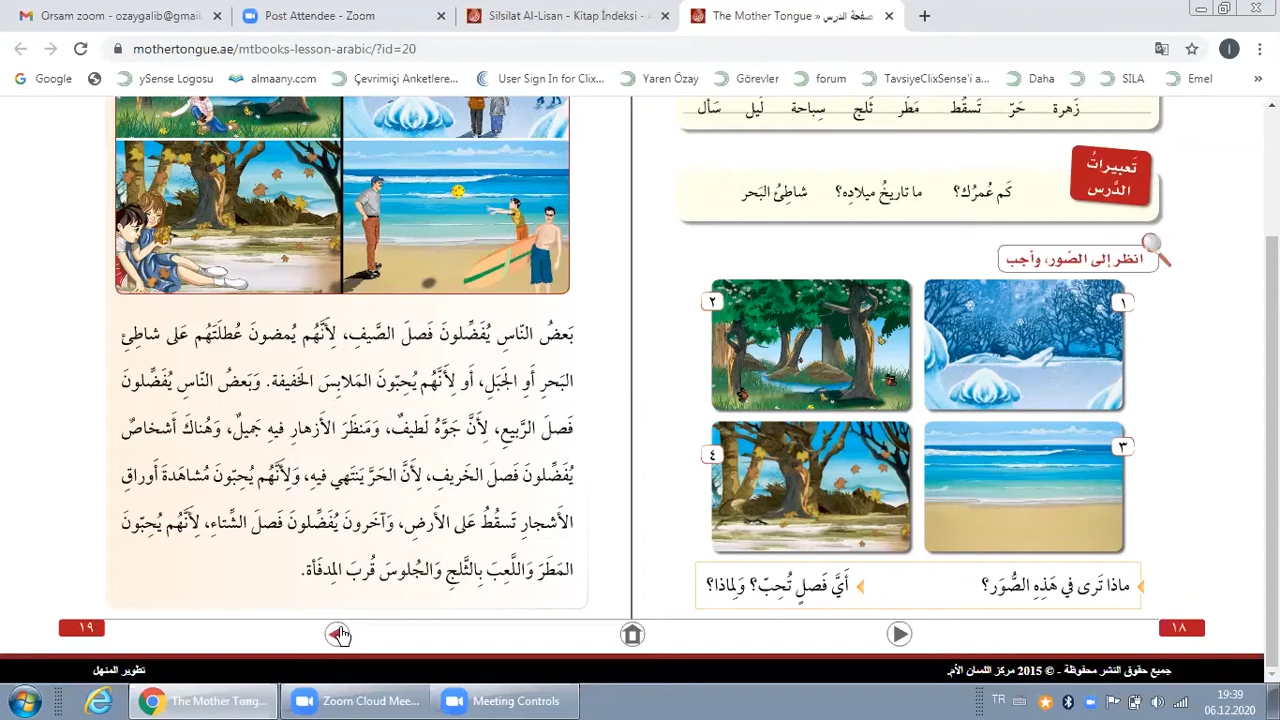 Orsam zoom - ozaygalib@gmail
Post Attendee - Zoom
Silsilat Al-Lisan - Kitap İndeksi -
The Mother Tongue » صفحة الدرس
mothertongue.ae/mtbooks-lesson-arabic/?id=20
Google
ySense Logosu
almaany.com
Çevrimiçi Anketlere...
User Sign In for Clix...
Yaren Özay
Görevler
forum
TavsiyeClixSense'i a...
Daha
SILA
Emel
»
زَهرة حَرّ تَسقُط مَطَر ثَلج سِباحة لَيل سَأل
تَعبيراتُ
الدَّرس
كَم عُمرُك؟ ما تاريخُ ميلادِه؟ شاطِئُ البَحر
انظر إلى الصّور، وأجب
١
٢
٣
٤
ماذا تَرى في هَذِهِ الصُّوَر؟
أَيَّ فَصلٍ تُحِبّ؟ وَلِماذا؟
١٨
بَعضُ النّاسِ يُفَضِّلونَ فَصلَ الصَّيفِ، لِأَنَّهُم يُمضونَ عُطلَتَهُم عَلى شاطِئِ
البَحرِ أَو الجَبَلِ، أَو لِأَنَّهُم يُحِبّونَ المَلابِسَ الخَفيفة. وَبَعضُ النّاسِ يُفَضِّلونَ
فَصلَ الرَّبيعِ، لِأَنَّ جَوَّهُ لَطيفٌ، وَمَنظَرَ الأَزهارِ فيهِ جَميلٌ، وَهُناكَ أَشخاصٌ
يُفَضِّلونَ فَصلَ الخَريفِ، لِأَنَّ الحَرَّ يَنتَهي فيهِ، وَلِأَنَّهُم يُحِبّونَ مُشاهَدةَ أَوراقِ
الأَشجارِ تَسقُطُ عَلى الأَرضِ، وَآخَرونَ يُفَضِّلونَ فَصلَ الشِّتاءِ، لِأَنَّهُم يُحِبّونَ
المَطَرَ وَاللَّعِبَ بِالثَّلجِ وَالجُلوسَ قُربَ المِدفَأة.
١٩
جميع حقوق النشر محفوظة - © 2015 مركز اللسان الأم.
تطوير المنهل
The Mother Tong...
Zoom Cloud Mee...
Meeting Controls
TR
19:39
06.12.2020